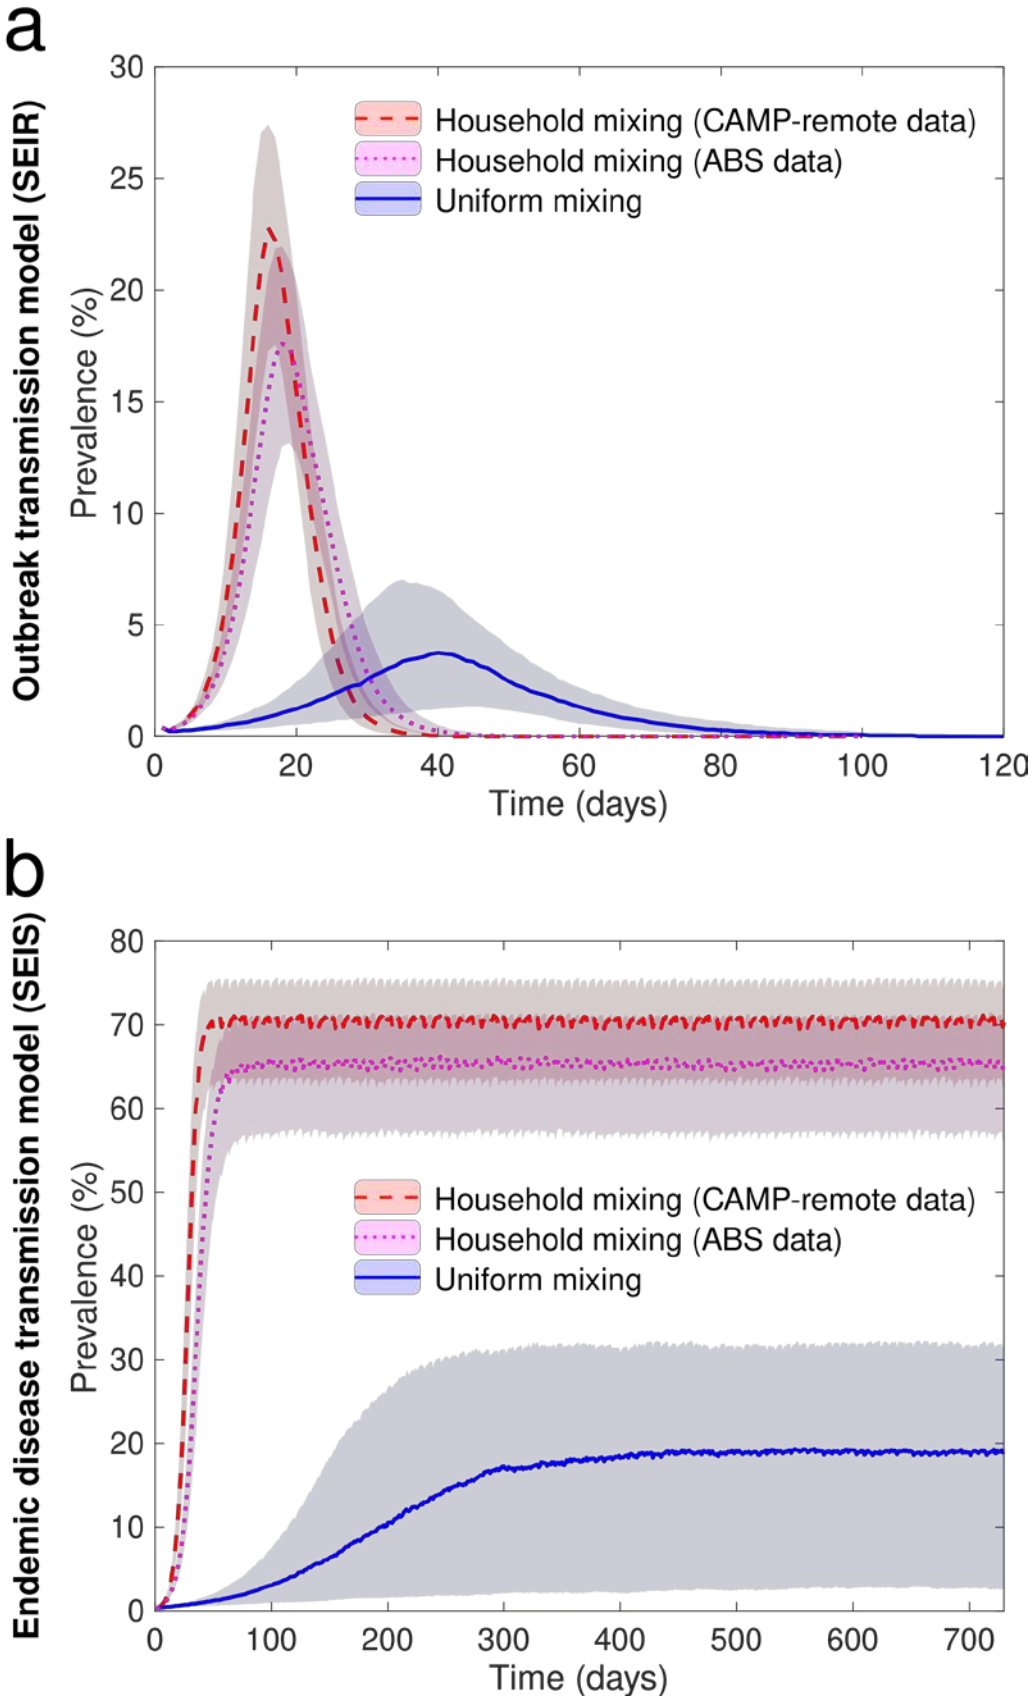 a
Outbreak transmission model (SEIR)
Prevalence (%)
30
25
20
15
10
5
0
Household mixing (CAMP-remote data)
Household mixing (ABS data)
Uniform mixing
0 20 40 60 80 100 120
Time (days)
b
Endemic disease transmission model (SEIS)
Prevalence (%)
80
70
60
50
40
30
20
10
0
Household mixing (CAMP-remote data)
Household mixing (ABS data)
Uniform mixing
0 100 200 300 400 500 600 700
Time (days)